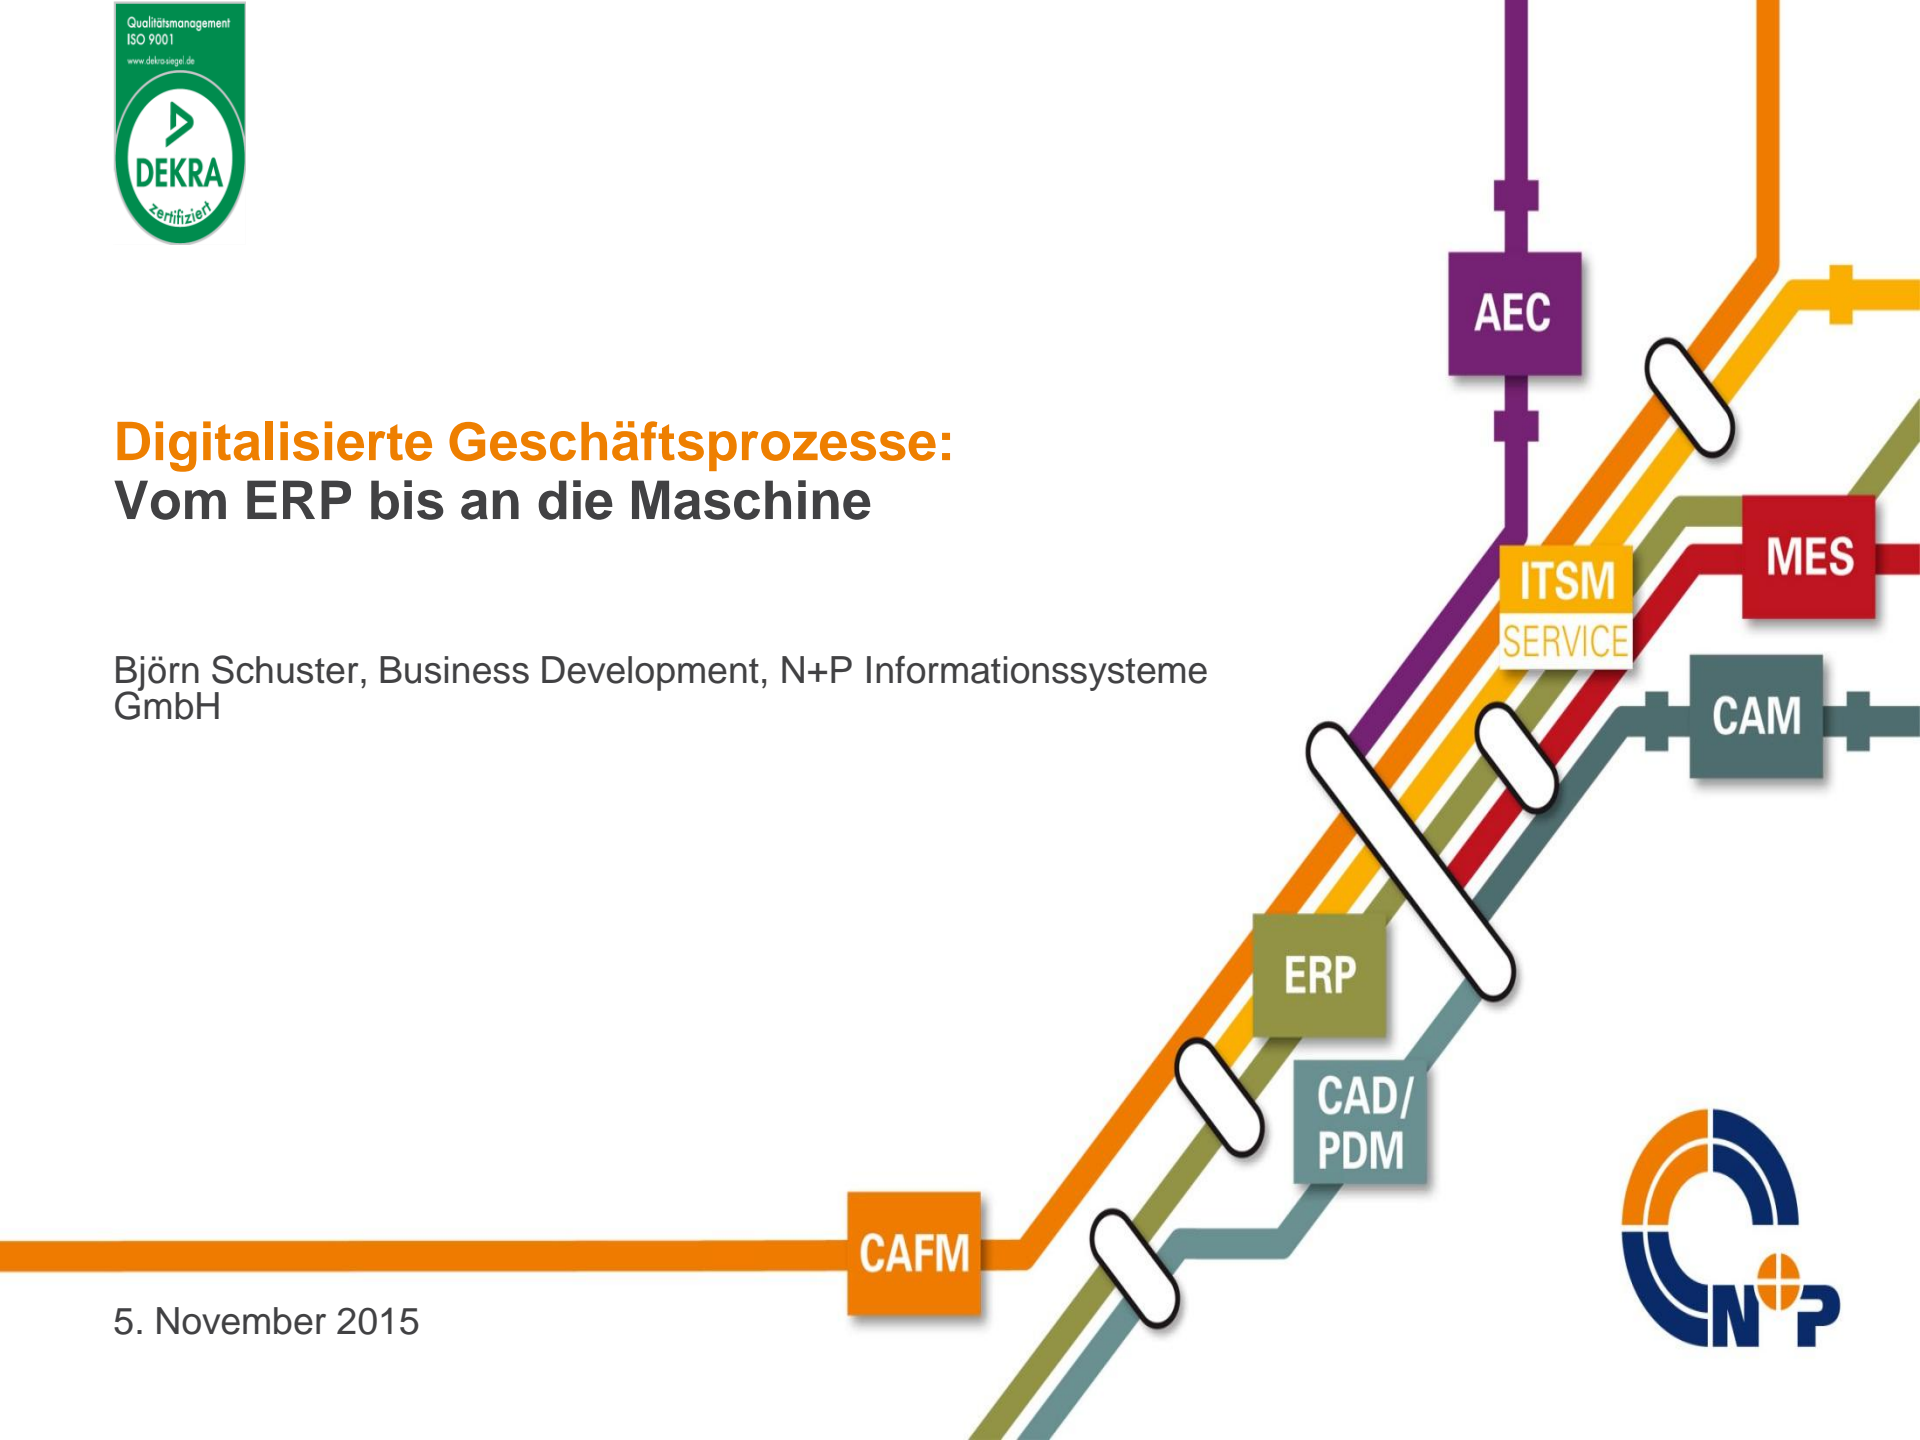 Qualitätsmanagement
ISO 9001
www.dekra-siegel.de
DEKRA
zertifiziert
AEC
Digitalisierte Geschäftsprozesse:
Vom ERP bis an die Maschine
MES
ITSM
SERVICE
Björn Schuster, Business Development, N+P Informationssysteme
GmbH
CAM
ERP
CAD/
PDM
CAFM
5. November 2015
N+P